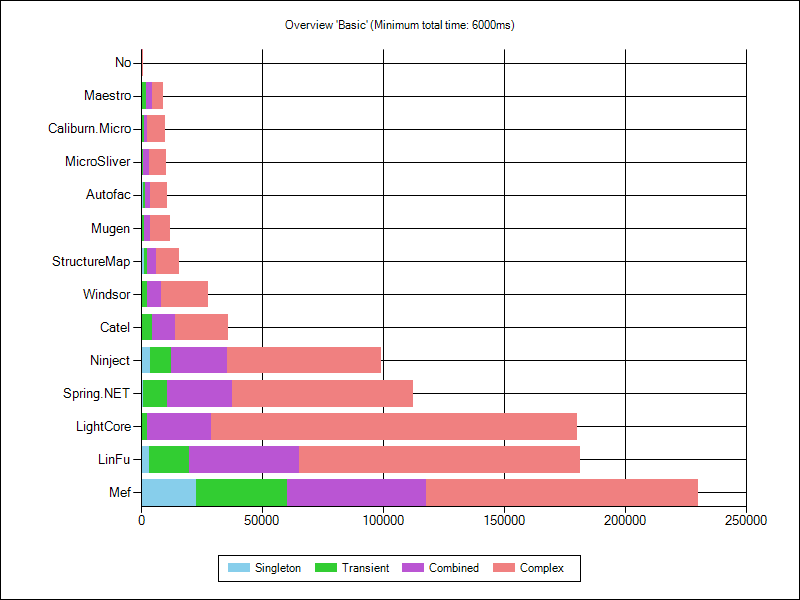 Overview 'Basic' (Minimum total time: 6000ms)
No
Maestro
Caliburn.Micro
MicroSliver
Autofac
Mugen
StructureMap
Windsor
Catel
Ninject
Spring.NET
LightCore
LinFu
Mef
0 50000 100000 150000 200000 250000
Singleton Transient Combined Complex